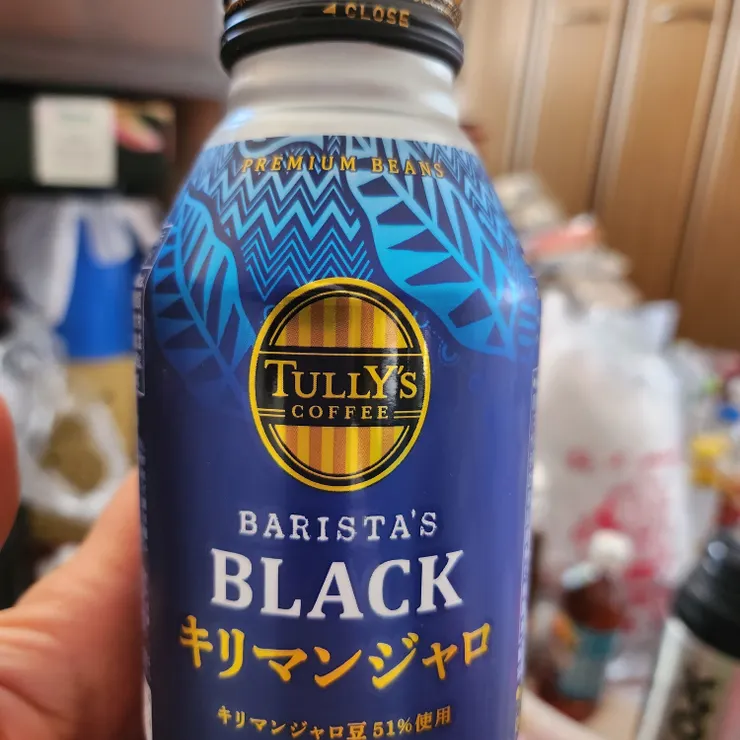 ◄ CLOSE
PREMIUM BEANS
TULLY'S
COFFEE
BARISTA'S
BLACK
キリマンジャロ
キリマンジャロ豆51%使用